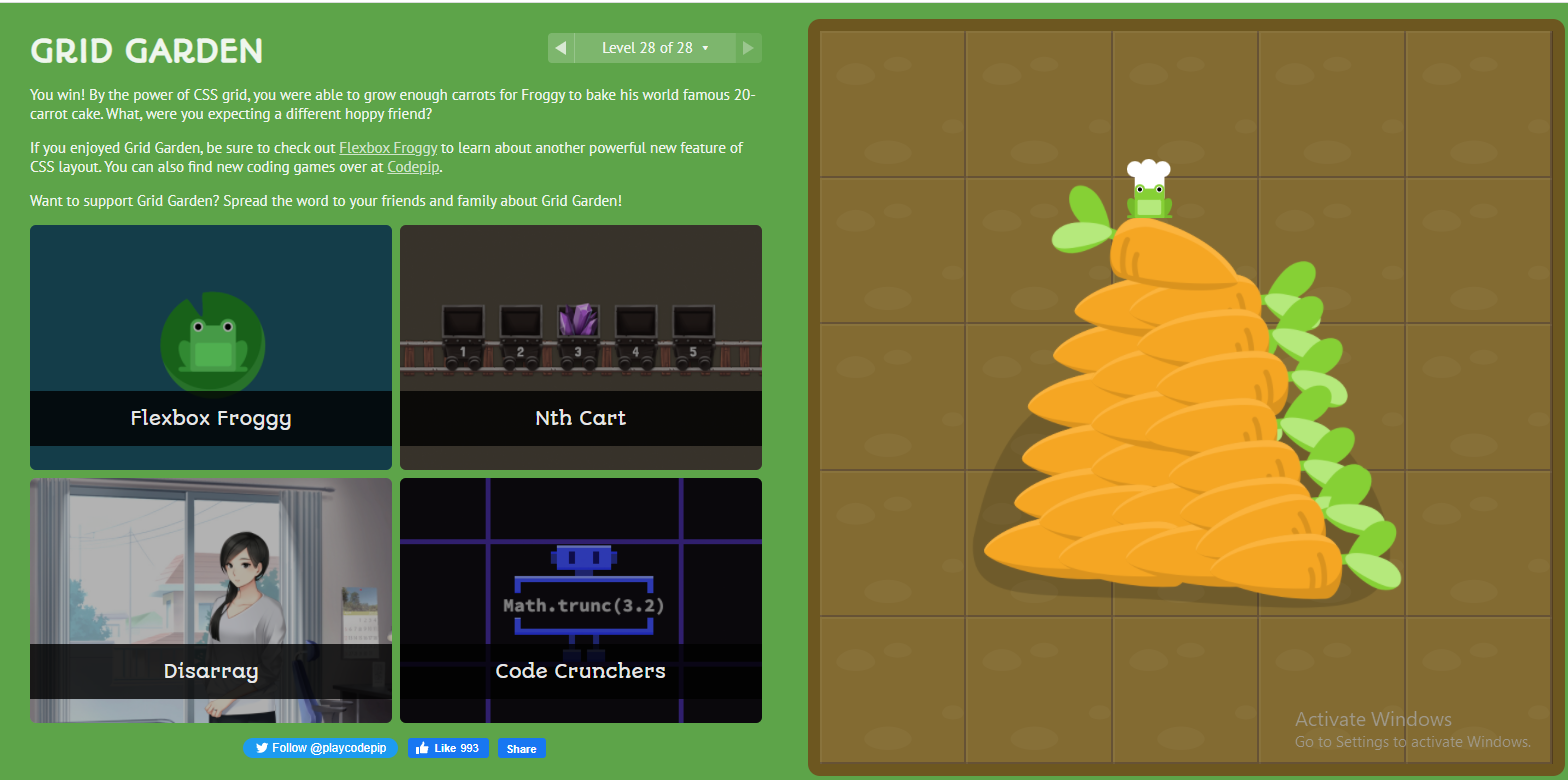 GRID GARDEN
Level 28 of 28
You win! By the power of CSS grid, you were able to grow enough carrots for Froggy to bake his world famous 20-
carrot cake. What, were you expecting a different hoppy friend?
If you enjoyed Grid Garden, be sure to check out Flexbox Froggy to learn about another powerful new feature of
CSS layout. You can also find new coding games over at Codepip.
Want to support Grid Garden? Spread the word to your friends and family about Grid Garden!
Flexbox Froggy
1 2 3 4 5
Nth Cart
Disarray
Math.trunc(3.2)
Code Crunchers
Follow @playcodepip
Like 993
Share
Activate Windows
Go to Settings to activate Windows.